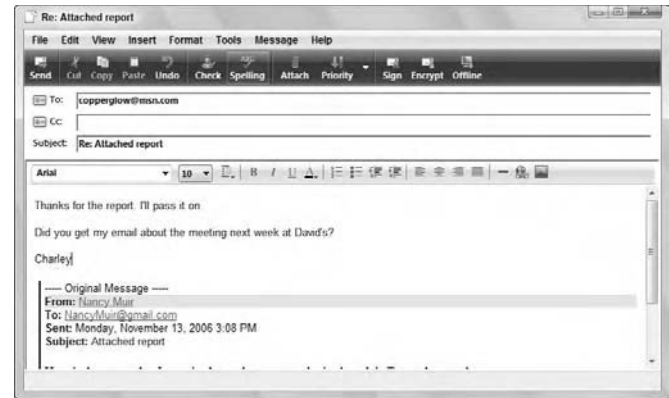 Re: Attached report
File Edit View Insert Format Tools Message Help
Send Cut Copy Paste Undo Check Spelling Attach Priority Sign Encrypt Offline
To: copperglow@msn.com
Cc:
Subject: Re: Attached report
Arial 10 B I U A
Thanks for the report. I'll pass it on
Did you get my email about the meeting next week at David's?
Charley
----- Original Message -----
From: Nancy Muir
To: NancyMuir@gmail.com
Sent: Monday, November 13, 2006 3:08 PM
Subject: Attached report